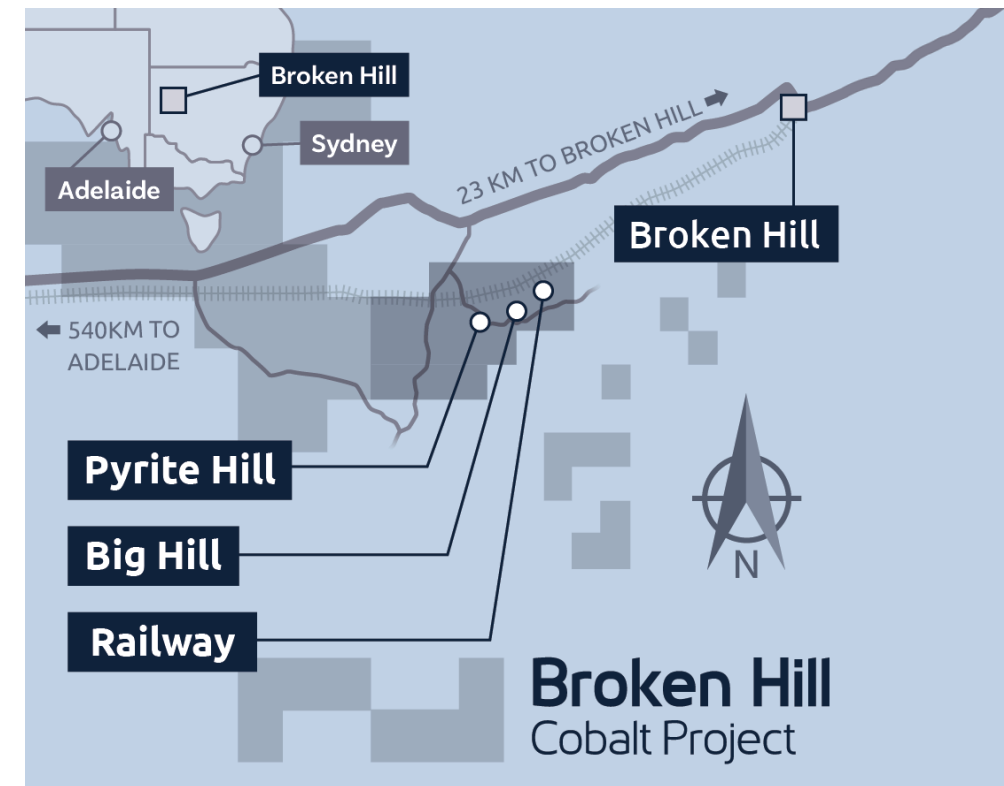 Broken Hill
Sydney
Adelaide
23 KM TO BROKEN HILL
Broken Hill
540KM TO
ADELAIDE
Pyrite Hill
Big Hill
Railway
N
Broken Hill
Cobalt Project